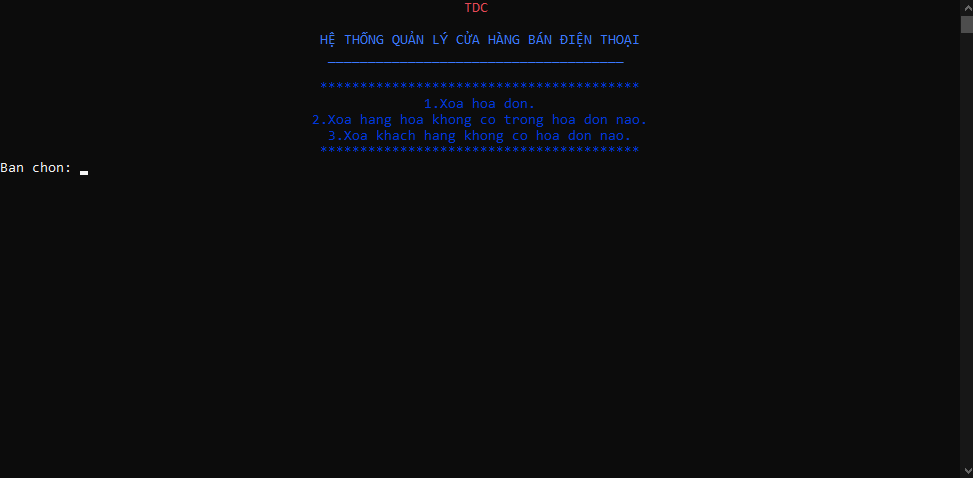 TDC
HỆ THỐNG QUẢN LÝ CỬA HÀNG BÁN ĐIỆN THOẠI
_____________________________________
****************************************
1.Xoa hoa don.
2.Xoa hang hoa khong co trong hoa don nao.
3.Xoa khach hang khong co hoa don nao.
****************************************
Ban chon: